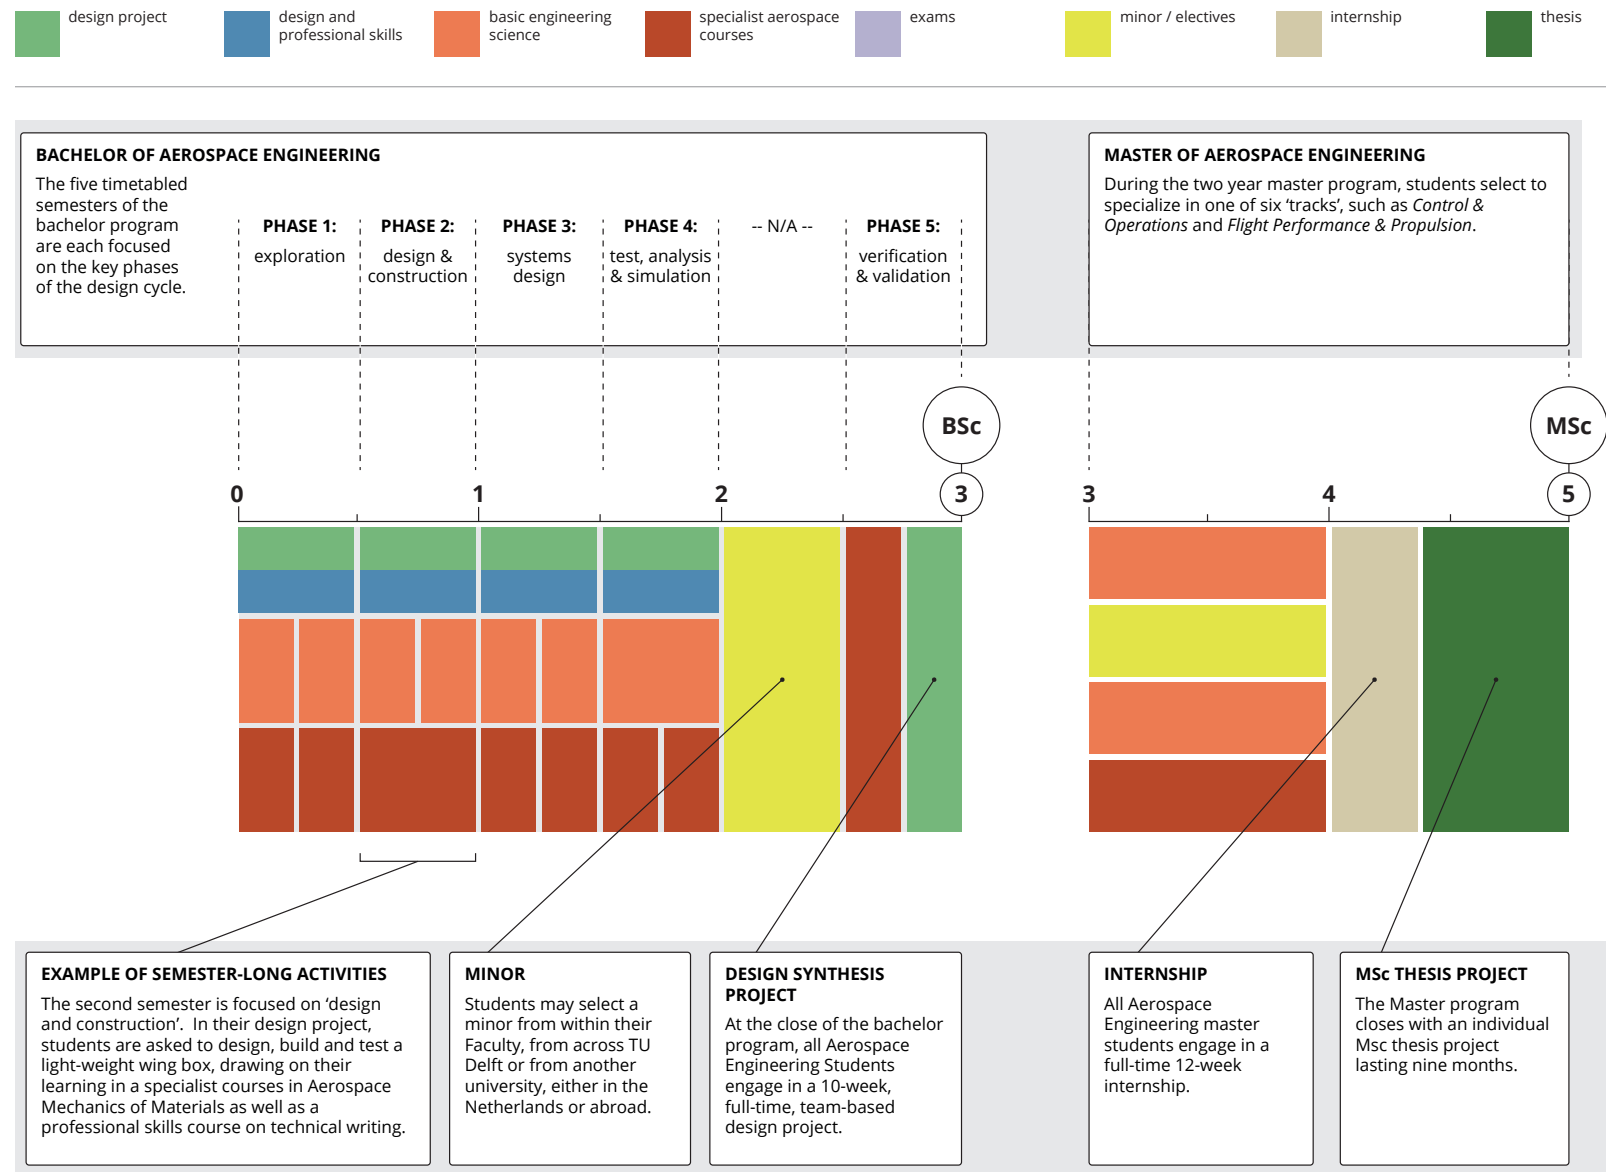 design project
design and
professional skills
basic engineering
science
specialist aerospace
courses
exams
minor / electives
internship
thesis
BACHELOR OF AEROSPACE ENGINEERING
The five timetabled
semesters of the
bachelor program
are each focused
on the key phases
of the design cycle.
PHASE 1:
exploration
PHASE 2:
design &
construction
PHASE 3:
systems
design
PHASE 4:
test, analysis
& simulation
-- N/A --
PHASE 5:
verification
& validation
MASTER OF AEROSPACE ENGINEERING
During the two year master program, students select to
specialize in one of six ‘tracks’, such as Control &
Operations and Flight Performance & Propulsion.
BSc
MSc
0
1
2
3
3
4
5
EXAMPLE OF SEMESTER-LONG ACTIVITIES
The second semester is focused on ‘design
and construction’. In their design project,
students are asked to design, build and test a
light-weight wing box, drawing on their
learning in a specialist courses in Aerospace
Mechanics of Materials as well as a
professional skills course on technical writing.
MINOR
Students may select a
minor from within their
Faculty, from across TU
Delft or from another
university, either in the
Netherlands or abroad.
DESIGN SYNTHESIS
PROJECT
At the close of the bachelor
program, all Aerospace
Engineering Students
engage in a 10-week,
full-time, team-based
design project.
INTERNSHIP
All Aerospace
Engineering master
students engage in a
full-time 12-week
internship.
MSc THESIS PROJECT
The Master program
closes with an individual
Msc thesis project
lasting nine months.